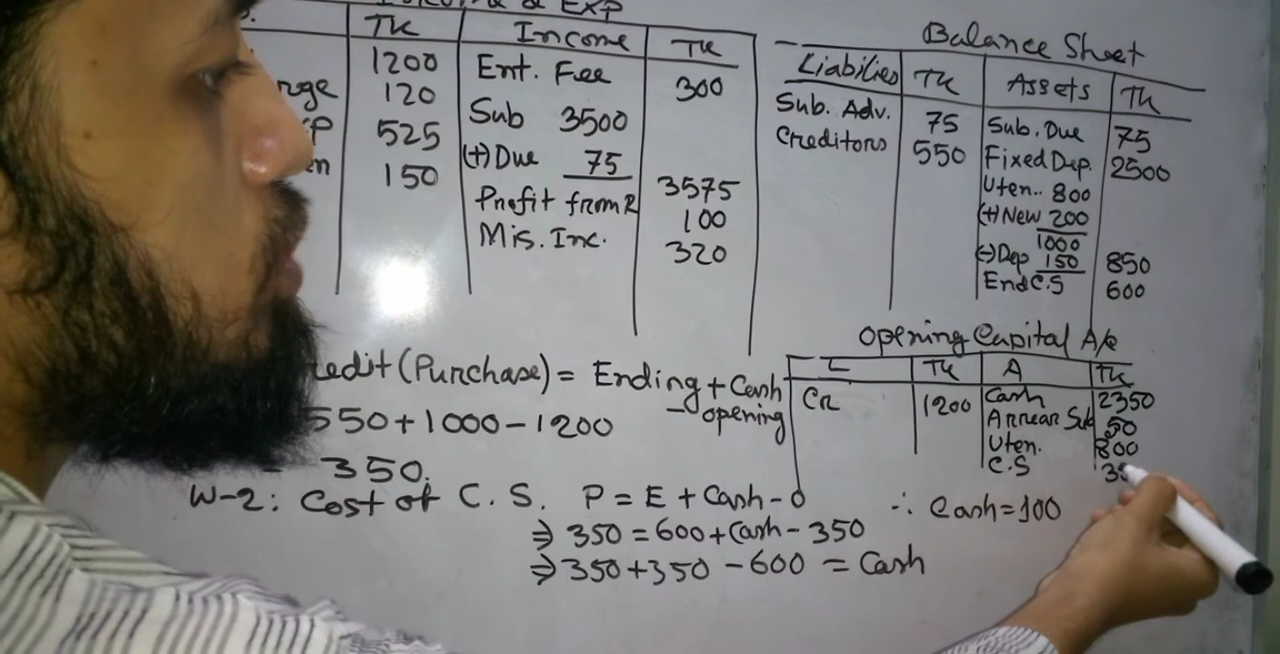 & EXP
TK Income TK
1200 Ent. Fee 300
rge 120 Sub 3500
P 525 (+) Due 75
en 150 3575
Profit from R 100
Mis. Inc. 320
Balance Sheet
Liabilies TK Assets TK
Sub. Adv. 75 Sub. Due 75
Creditors 550 Fixed Dep. 2500
Uten.. 800
(+) New 200
1000
(-) Dep 150 850
End C.S 600
Opening Capital A/c
L TK A TK
CR 1200 Cash 2350
Arrear Sub 50
Uten. 800
C.S
redit (Purchase) = Ending + Cash
- opening
550+1000-1200
= 350.
W-2: Cost of C. S. P = E + Cash - O
⇒ 350 = 600 + Cash - 350
⇒ 350+350 - 600 = Cash
∴ Cash = 100